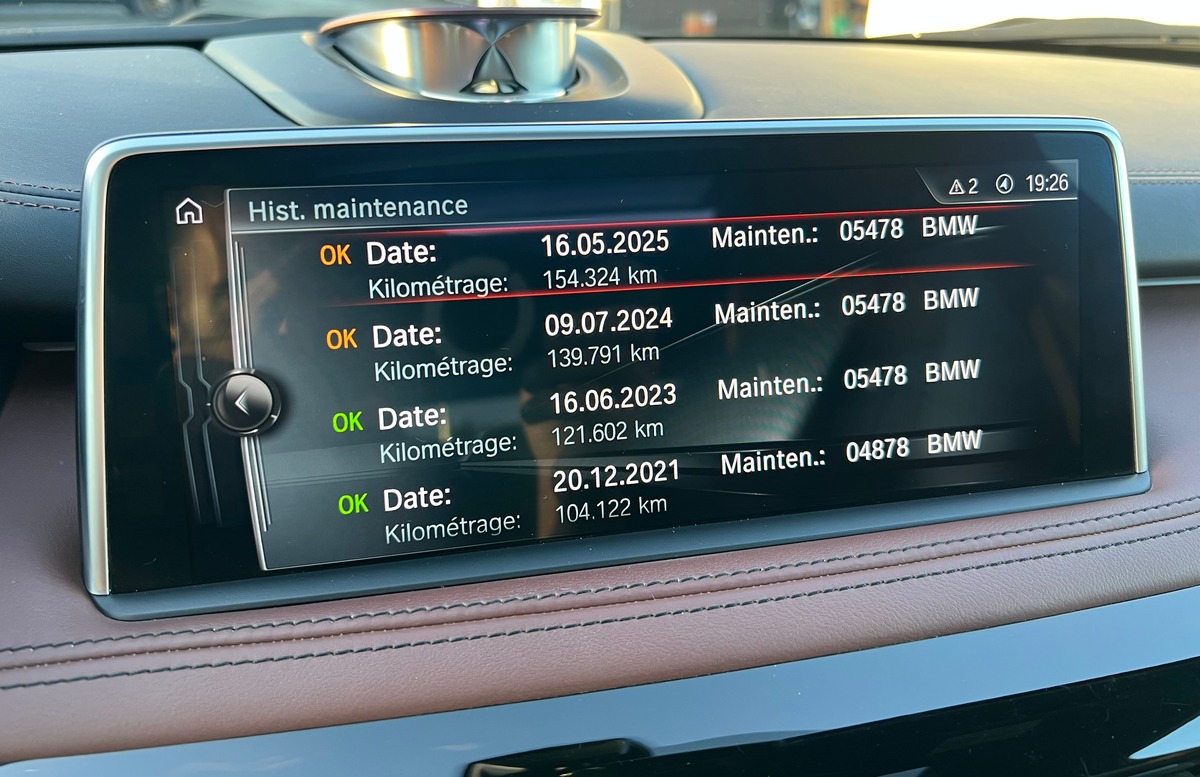 2 19:26
Hist. maintenance
OK Date: 16.05.2025 Mainten.: 05478 BMW
Kilométrage: 154.324 km
OK Date: 09.07.2024 Mainten.: 05478 BMW
Kilométrage: 139.791 km
OK Date: 16.06.2023 Mainten.: 05478 BMW
Kilométrage: 121.602 km
OK Date: 20.12.2021 Mainten.: 04878 BMW
Kilométrage: 104.122 km